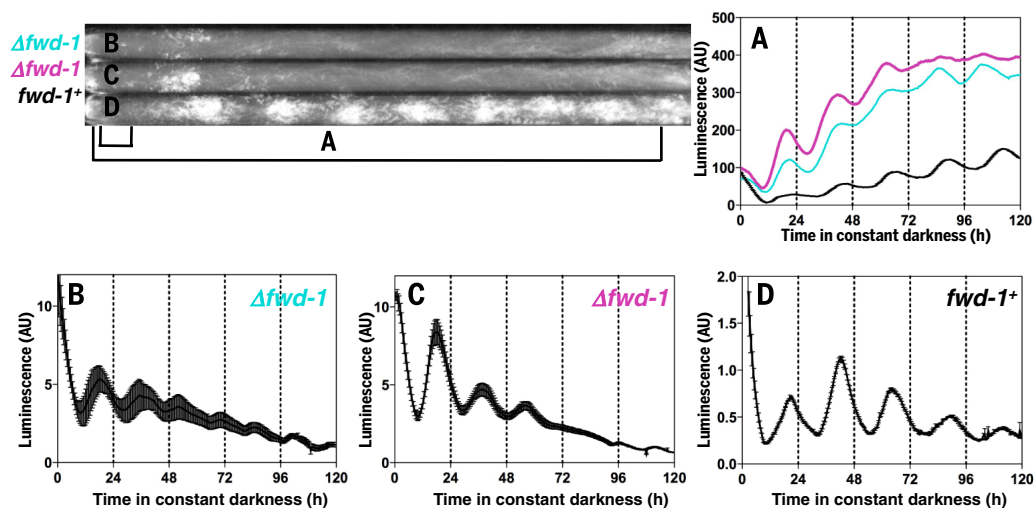 Δfwd-1
Δfwd-1
fwd-1⁺
B
C
D
A
A
Luminescence (AU)
500
400
300
200
100
0
0 24 48 72 96 120
Time in constant darkness (h)
B
Δfwd-1
Luminescence (AU)
10
5
0
0 24 48 72 96 120
Time in constant darkness (h)
C
Δfwd-1
Luminescence (AU)
10
5
0
0 24 48 72 96 120
Time in constant darkness (h)
D
fwd-1⁺
Luminescence (AU)
2.0
1.5
1.0
0.5
0.0
0 24 48 72 96 120
Time in constant darkness (h)